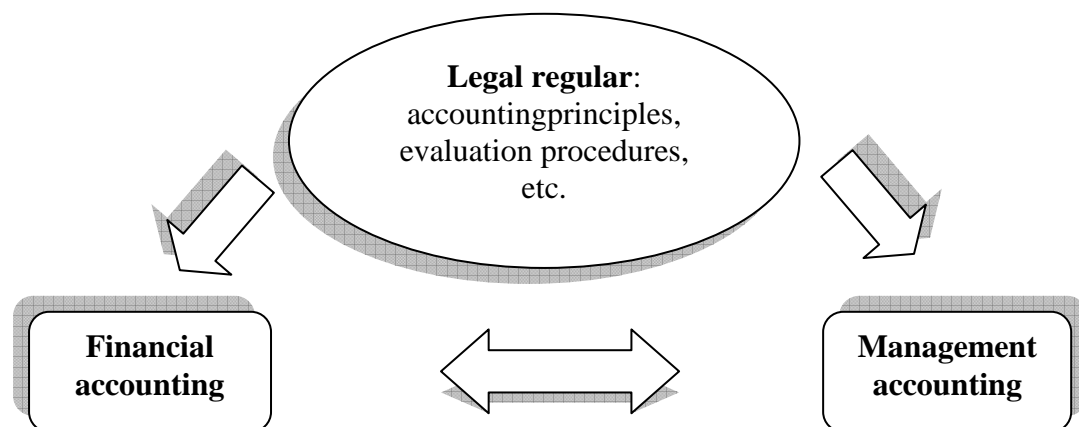 Legal regular:
accountingprinciples,
evaluation procedures,
etc.
Financial
accounting
Management
accounting